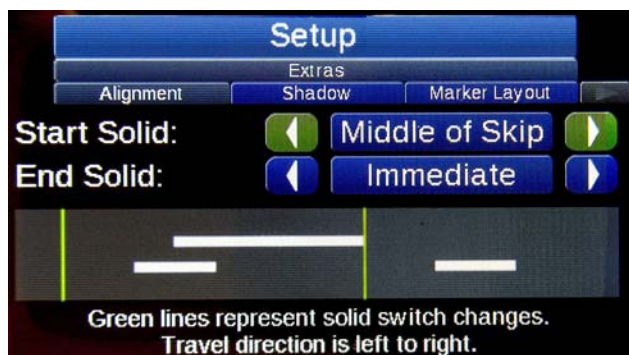 Setup
Extras
Alignment Shadow Marker Layout
Start Solid: Middle of Skip
End Solid: Immediate
Green lines represent solid switch changes.
Travel direction is left to right.